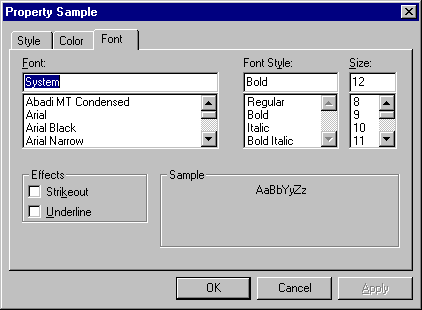 Property Sample
Style Color Font
Font: Font Style: Size:
System Bold 12
Abadi MT Condensed Regular 8
Arial Bold 9
Arial Black Italic 10
Arial Narrow Bold Italic 11
Effects Sample
Strikeout AaBbYyZz
Underline
OK Cancel Apply